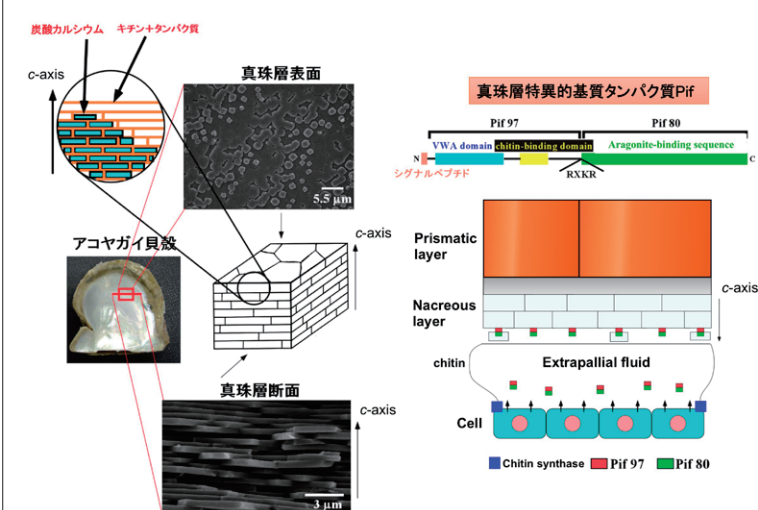 炭酸カルシウム
キチン+タンパク質
c-axis
真珠層表面
5.5 μm
アコヤガイ貝殻
c-axis
真珠層断面
c-axis
3 μm
真珠層特異的基質タンパク質Pif
Pif 97
Pif 80
VWA domain
chitin-binding domain
Aragonite-binding sequence
N
C
シグナルペプチド
RXKR
Prismatic
layer
c-axis
Nacreous
layer
chitin
Extrapallial fluid
Cell
Chitin synthase
Pif 97
Pif 80